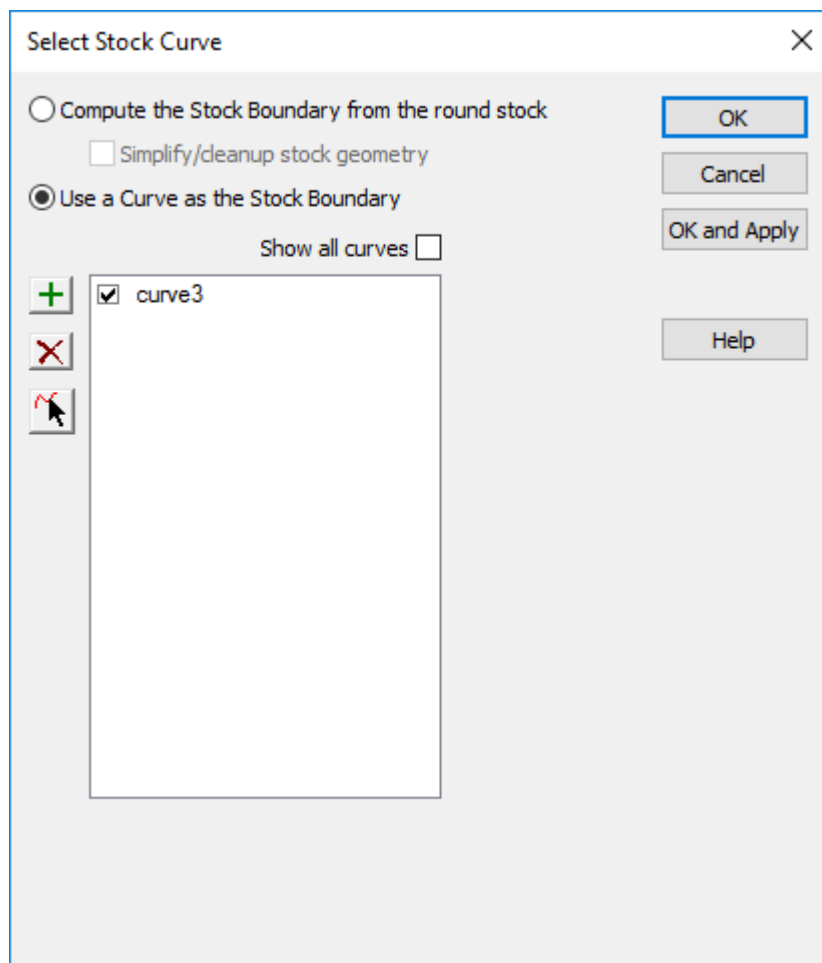 Select Stock Curve
Compute the Stock Boundary from the round stock
OK
Simplify/cleanup stock geometry
Cancel
Use a Curve as the Stock Boundary
OK and Apply
Show all curves
curve3
Help